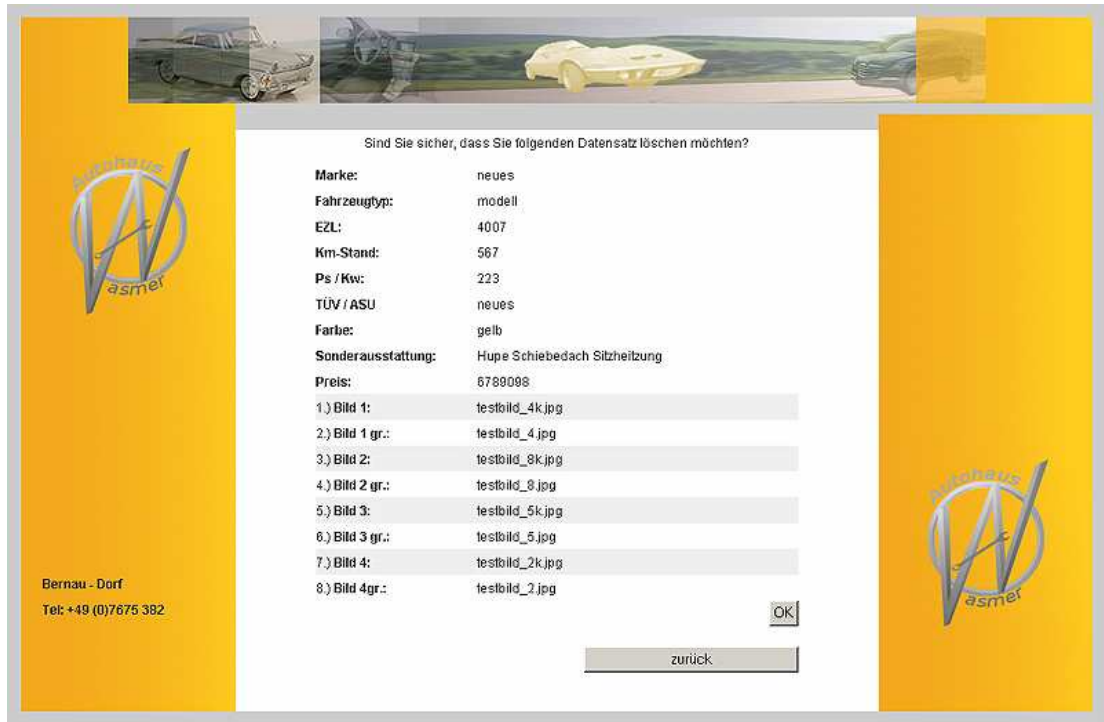 Sind Sie sicher, dass Sie folgenden Datensatz löschen möchten?
Autohaus
Wasmer
Marke: neues
Fahrzeugtyp: modell
EZL: 4007
Km-Stand: 567
Ps / Kw: 223
TÜV / ASU neues
Farbe: gelb
Sonderausstattung: Hupe Schiebedach Sitzheitzung
Preis: 6789098
1.) Bild 1: testbild_4k.jpg
2.) Bild 1 gr.: testbild_4.jpg
3.) Bild 2: testbild_8k.jpg
4.) Bild 2 gr.: testbild_8.jpg
5.) Bild 3: testbild_5k.jpg
6.) Bild 3 gr.: testbild_5.jpg
7.) Bild 4: testbild_2k.jpg
8.) Bild 4gr.: testbild_2.jpg
Bernau - Dorf
Tel: +49 (0)7675 382
OK
zurück
Autohaus
Wasmer